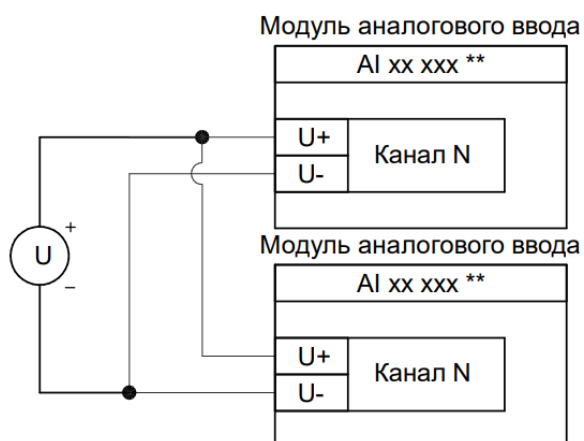 Модуль аналогового ввода
AI xx xxx **
U+
Канал N
U-
+
U
−
Модуль аналогового ввода
AI xx xxx **
U+
Канал N
U-